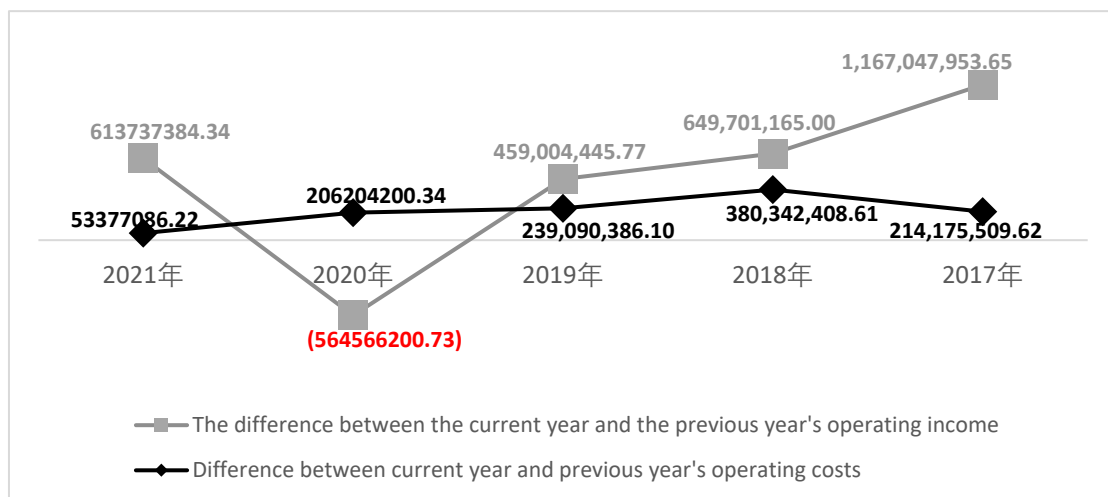 1,167,047,953.65
613737384.34
649,701,165.00
459,004,445.77
53377086.22
206204200.34
239,090,386.10
380,342,408.61
214,175,509.62
2021年
2020年
2019年
2018年
2017年
(564566200.73)
The difference between the current year and the previous year's operating income
Difference between current year and previous year's operating costs